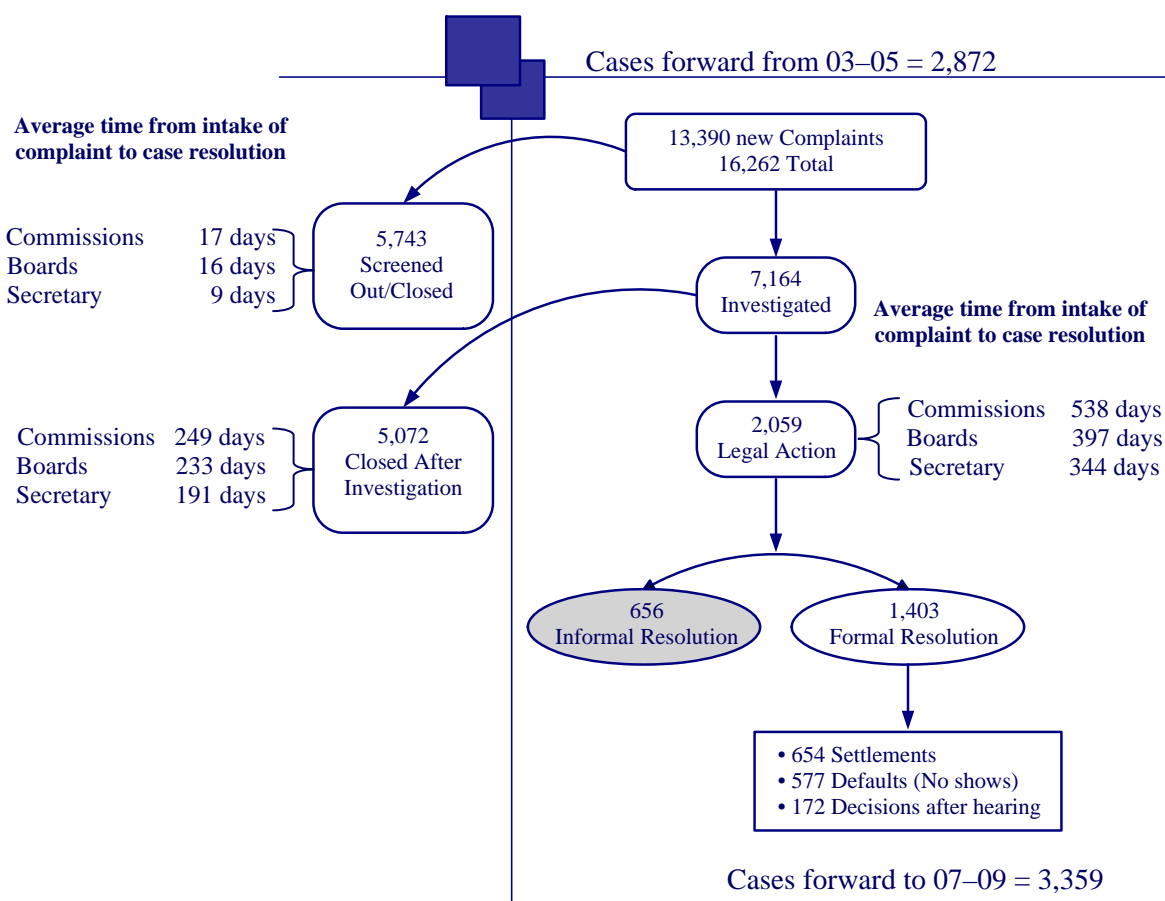 Cases forward from 03–05 = 2,872
Average time from intake of
complaint to case resolution
13,390 new Complaints
16,262 Total
Commissions 17 days
Boards 16 days
Secretary 9 days
5,743
Screened
Out/Closed
7,164
Investigated
Average time from intake of
complaint to case resolution
Commissions 249 days
Boards 233 days
Secretary 191 days
5,072
Closed After
Investigation
2,059
Legal Action
Commissions 538 days
Boards 397 days
Secretary 344 days
656
Informal Resolution
1,403
Formal Resolution
• 654 Settlements
• 577 Defaults (No shows)
• 172 Decisions after hearing
Cases forward to 07–09 = 3,359